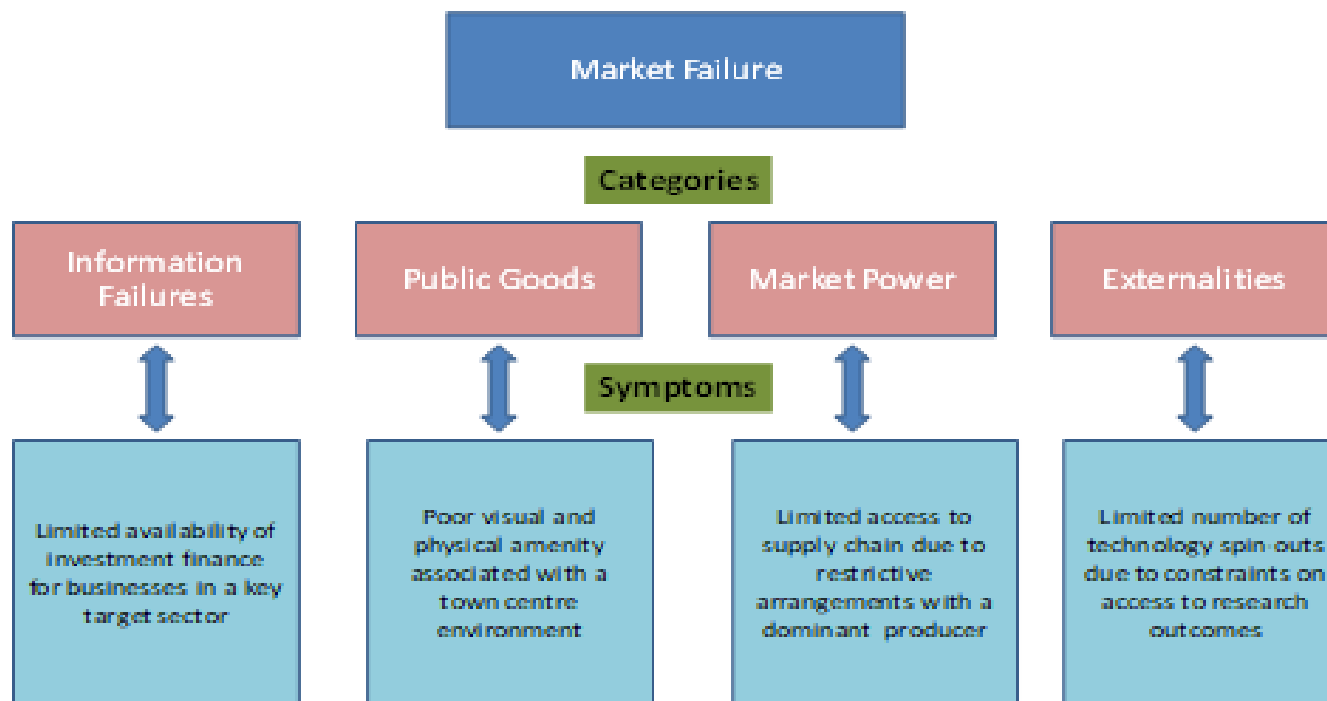 Market Failure
Categories
Information
Failures
Public Goods
Market Power
Externalities
Symptoms
Limited availability of
investment finance
for businesses in a key
target sector
Poor visual and
physical amenity
associated with a
town centre
environment
Limited access to
supply chain due to
restrictive
arrangements with a
dominant producer
Limited number of
technology spin-outs
due to constraints on
access to research
outcomes